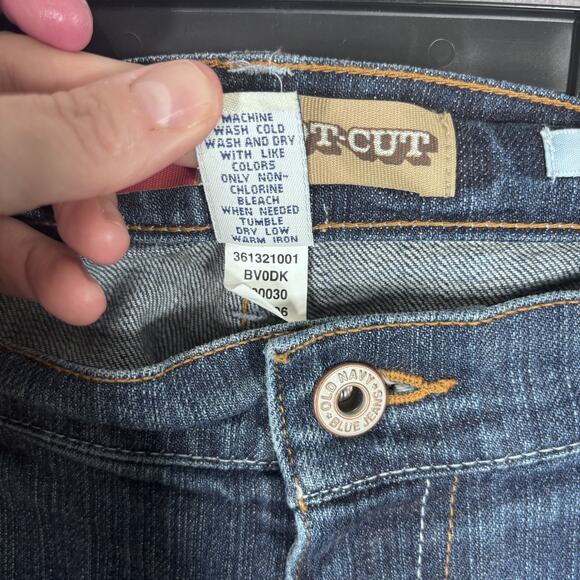 MACHINE
WASH COLD
WASH AND DRY
WITH LIKE
COLORS
ONLY NON-
CHLORINE
BLEACH
WHEN NEEDED
TUMBLE
DRY LOW
WARM IRON
T-CUT
361321001
BV0DK
OLD NAVY
BLUE JEANS